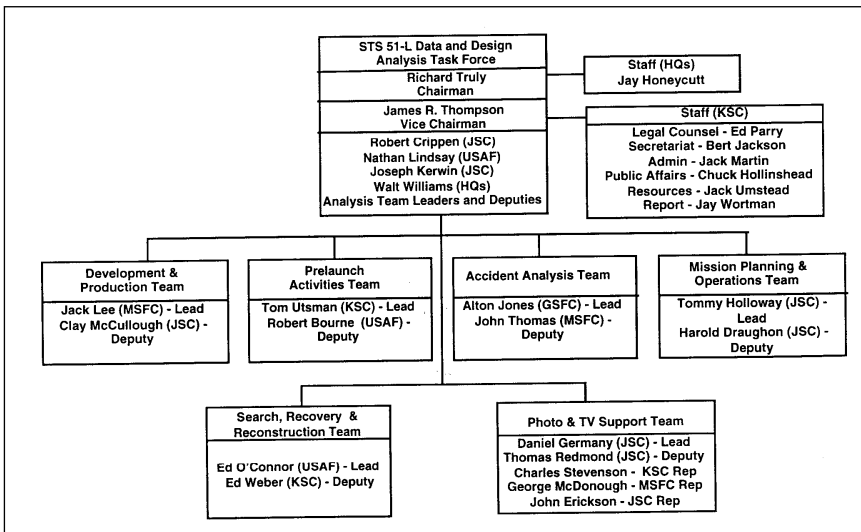 STS 51-L Data and Design
Analysis Task Force
Richard Truly
Chairman
James R. Thompson
Vice Chairman
Robert Crippen (JSC)
Nathan Lindsay (USAF)
Joseph Kerwin (JSC)
Walt Williams (HQs)
Analysis Team Leaders and Deputies
Staff (HQs)
Jay Honeycutt
Staff (KSC)
Legal Counsel - Ed Parry
Secretariat - Bert Jackson
Admin - Jack Martin
Public Affairs - Chuck Hollinshead
Resources - Jack Umstead
Report - Jay Wortman
Development &
Production Team
Jack Lee (MSFC) - Lead
Clay McCullough (JSC) -
Deputy
Prelaunch
Activities Team
Tom Utsman (KSC) - Lead
Robert Bourne (USAF) -
Deputy
Accident Analysis Team
Alton Jones (GSFC) - Lead
John Thomas (MSFC) -
Deputy
Mission Planning &
Operations Team
Tommy Holloway (JSC) -
Lead
Harold Draughon (JSC) -
Deputy
Search, Recovery &
Reconstruction Team
Ed O'Connor (USAF) - Lead
Ed Weber (KSC) - Deputy
Photo & TV Support Team
Daniel Germany (JSC) - Lead
Thomas Redmond (JSC) - Deputy
Charles Stevenson - KSC Rep
George McDonough - MSFC Rep
John Erickson - JSC Rep